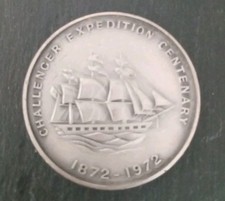 CHALLENGER EXPEDITION CENTENARY
1872-1972